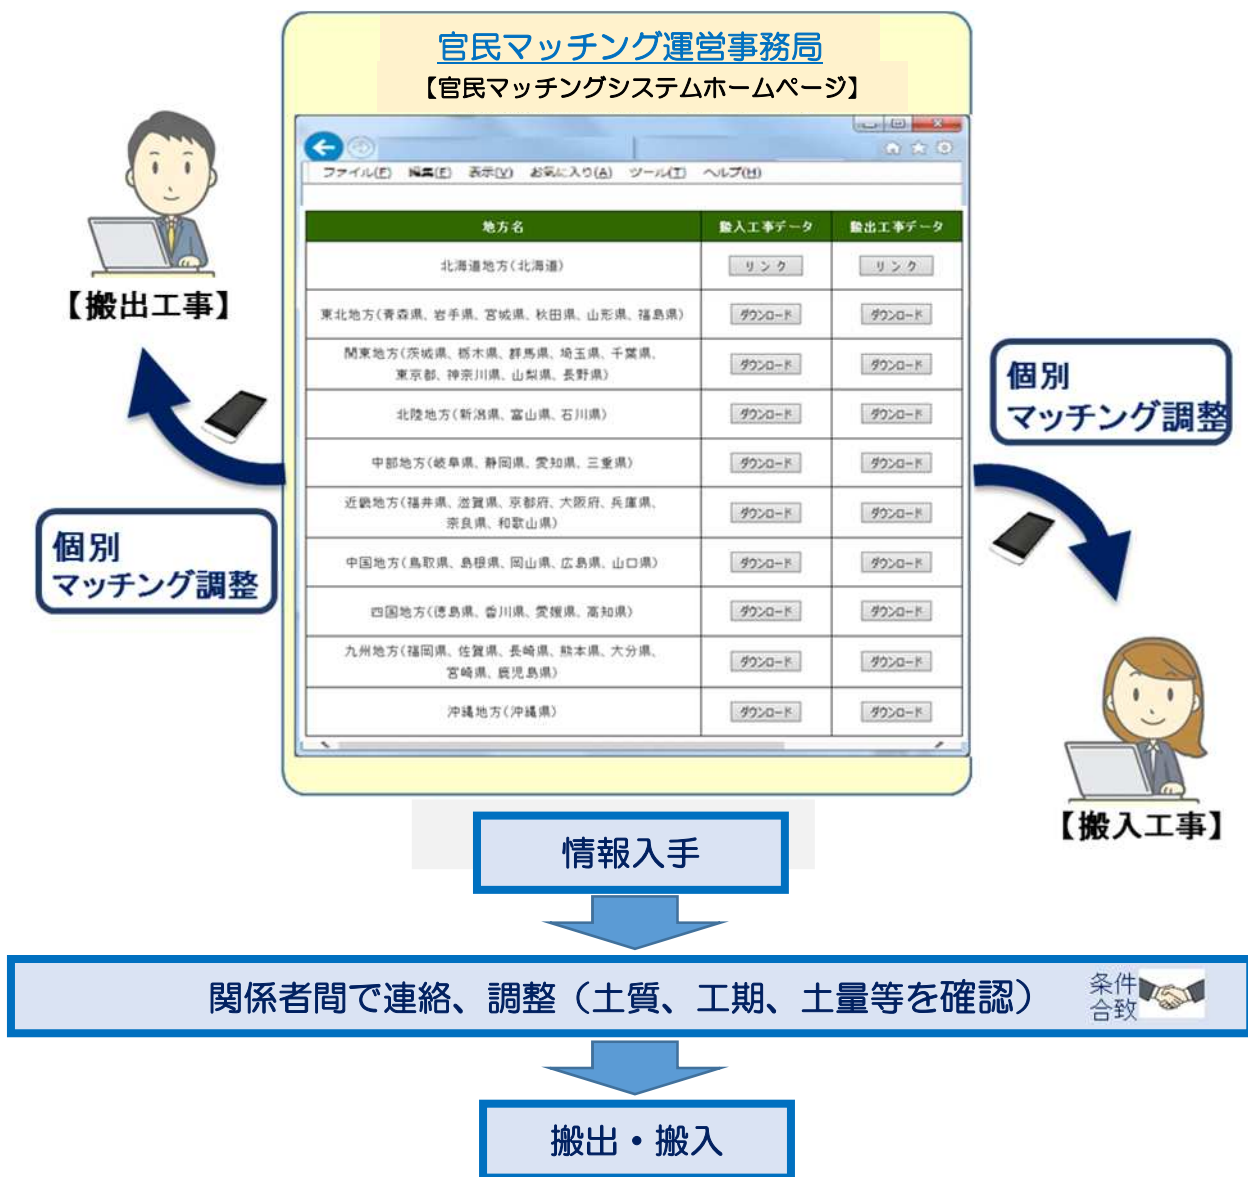 官民マッチング運営事務局
【官民マッチングシステムホームページ】
ファイル(F) 編集(E) 表示(V) お気に入り(A) ツール(T) ヘルプ(H)
地方名 搬入工事データ 搬出工事データ
北海道地方(北海道) リンク リンク
東北地方(青森県、岩手県、宮城県、秋田県、山形県、福島県) ダウンロード ダウンロード
関東地方(茨城県、栃木県、群馬県、埼玉県、千葉県、
東京都、神奈川県、山梨県、長野県) ダウンロード ダウンロード
北陸地方(新潟県、富山県、石川県) ダウンロード ダウンロード
中部地方(岐阜県、静岡県、愛知県、三重県) ダウンロード ダウンロード
近畿地方(福井県、滋賀県、京都府、大阪府、兵庫県、
奈良県、和歌山県) ダウンロード ダウンロード
中国地方(鳥取県、島根県、岡山県、広島県、山口県) ダウンロード ダウンロード
四国地方(徳島県、香川県、愛媛県、高知県) ダウンロード ダウンロード
九州地方(福岡県、佐賀県、長崎県、熊本県、大分県、
宮崎県、鹿児島県) ダウンロード ダウンロード
沖縄地方(沖縄県) ダウンロード ダウンロード
【搬出工事】
個別
マッチング調整
個別
マッチング調整
【搬入工事】
情報入手
関係者間で連絡、調整（土質、工期、土量等を確認）
条件
合致
搬出・搬入